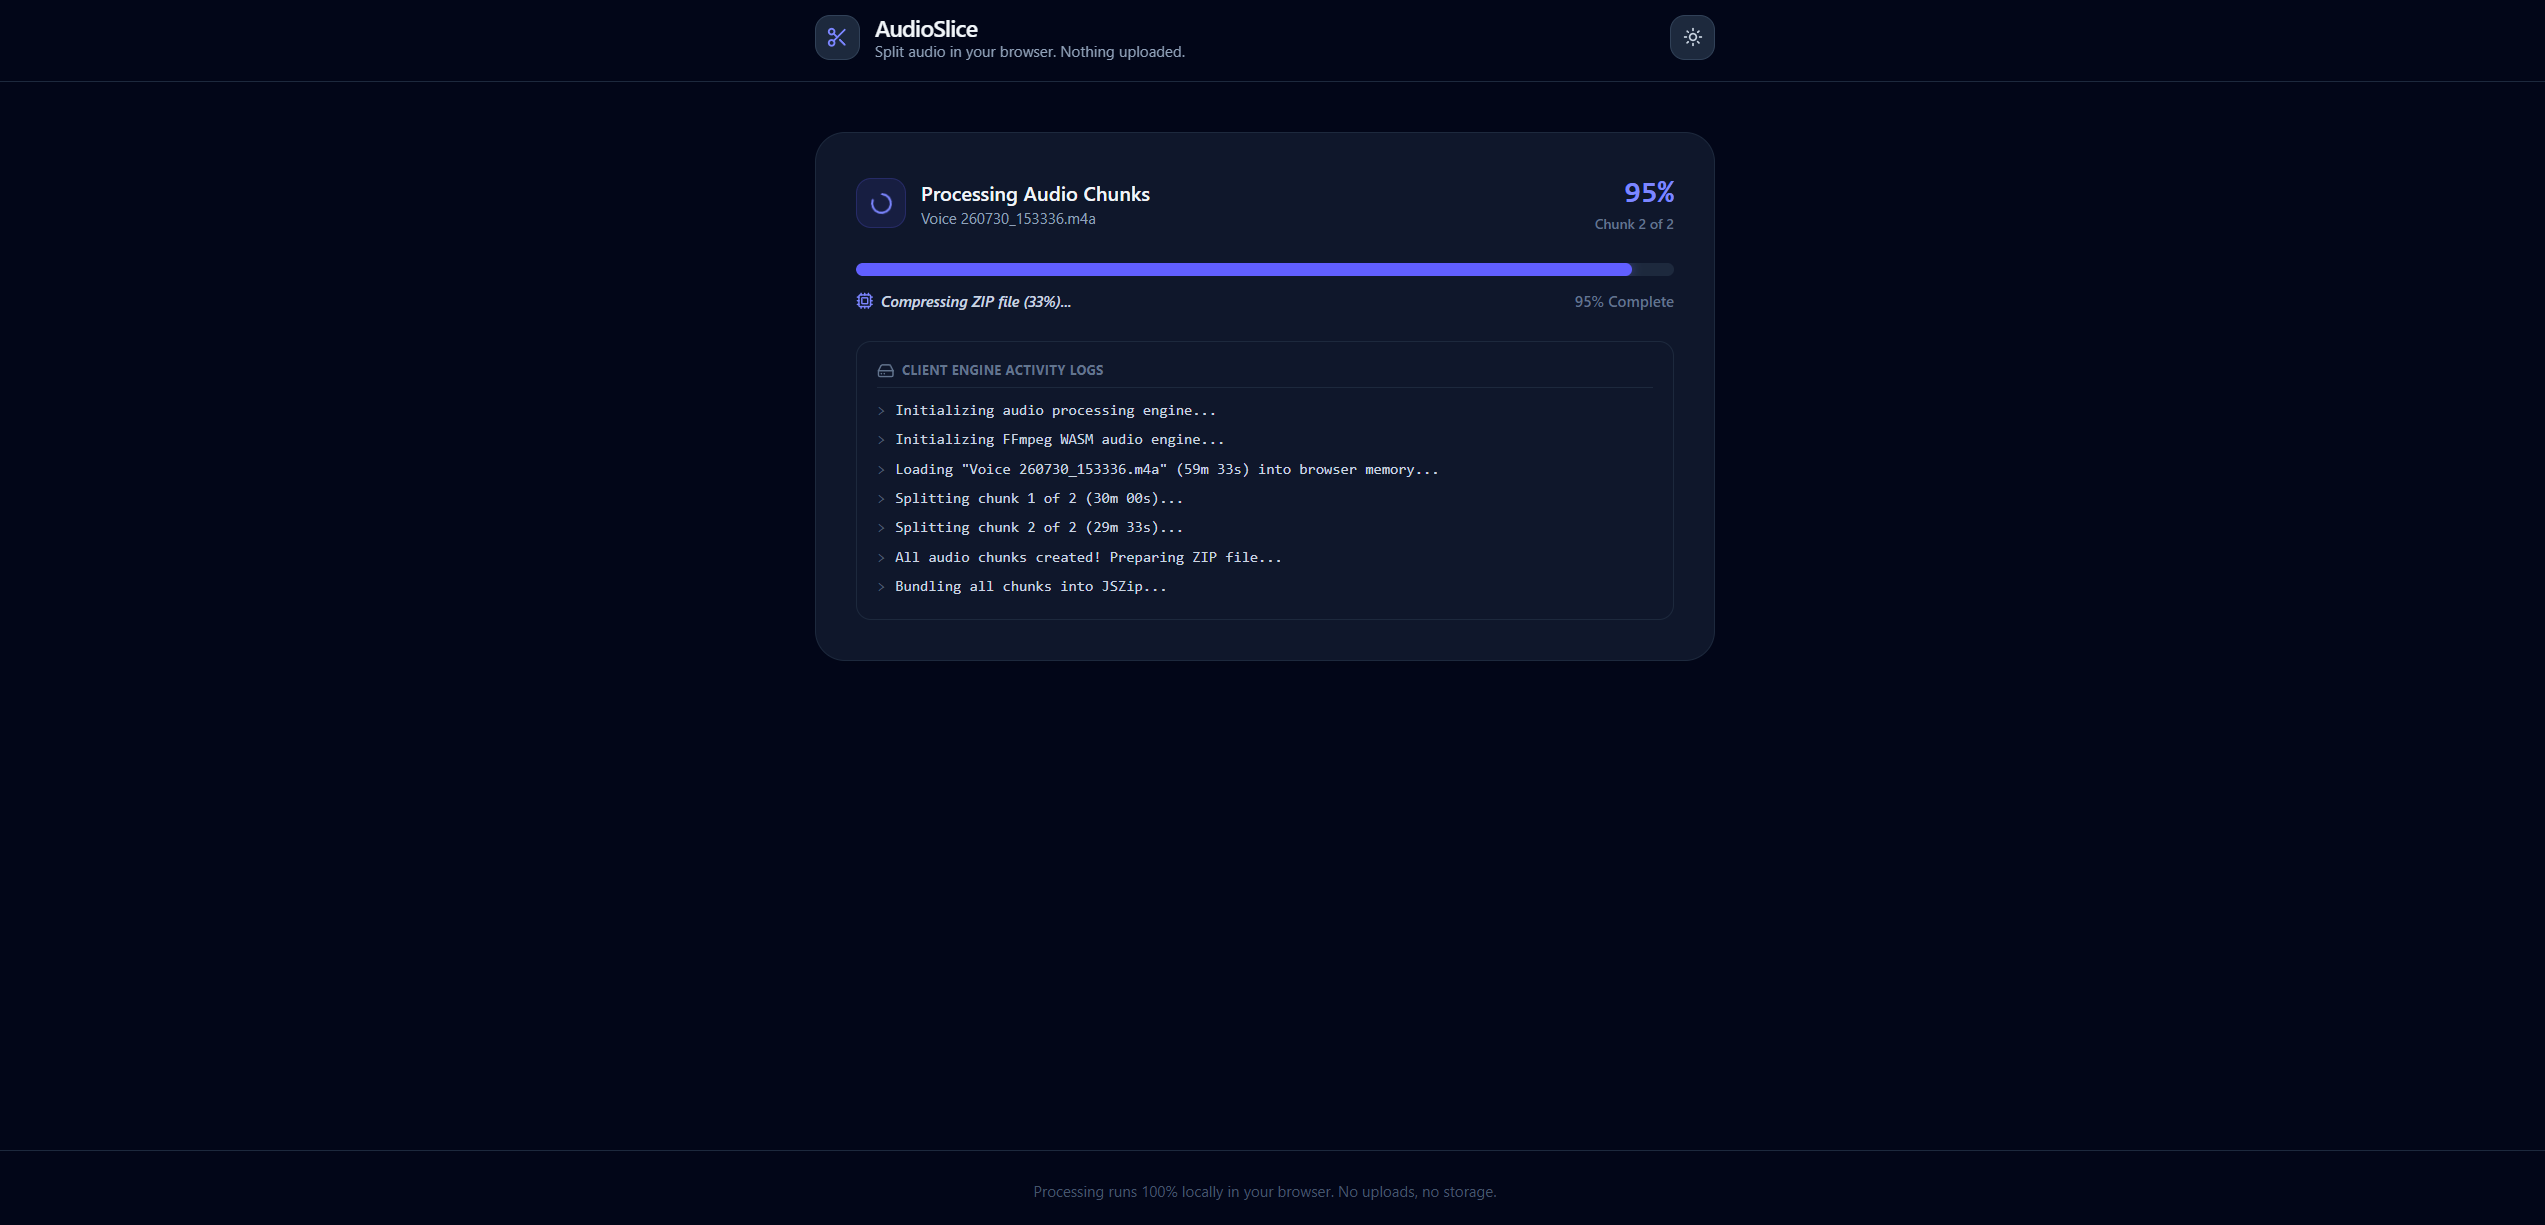 AudioSlice
Split audio in your browser. Nothing uploaded.
Processing Audio Chunks
Voice 260730_153336.m4a
95%
Chunk 2 of 2
Compressing ZIP file (33%)...
95% Complete
CLIENT ENGINE ACTIVITY LOGS
> Initializing audio processing engine...
> Initializing FFmpeg WASM audio engine...
> Loading "Voice 260730_153336.m4a" (59m 33s) into browser memory...
> Splitting chunk 1 of 2 (30m 00s)...
> Splitting chunk 2 of 2 (29m 33s)...
> All audio chunks created! Preparing ZIP file...
> Bundling all chunks into JSZip...
Processing runs 100% locally in your browser. No uploads, no storage.